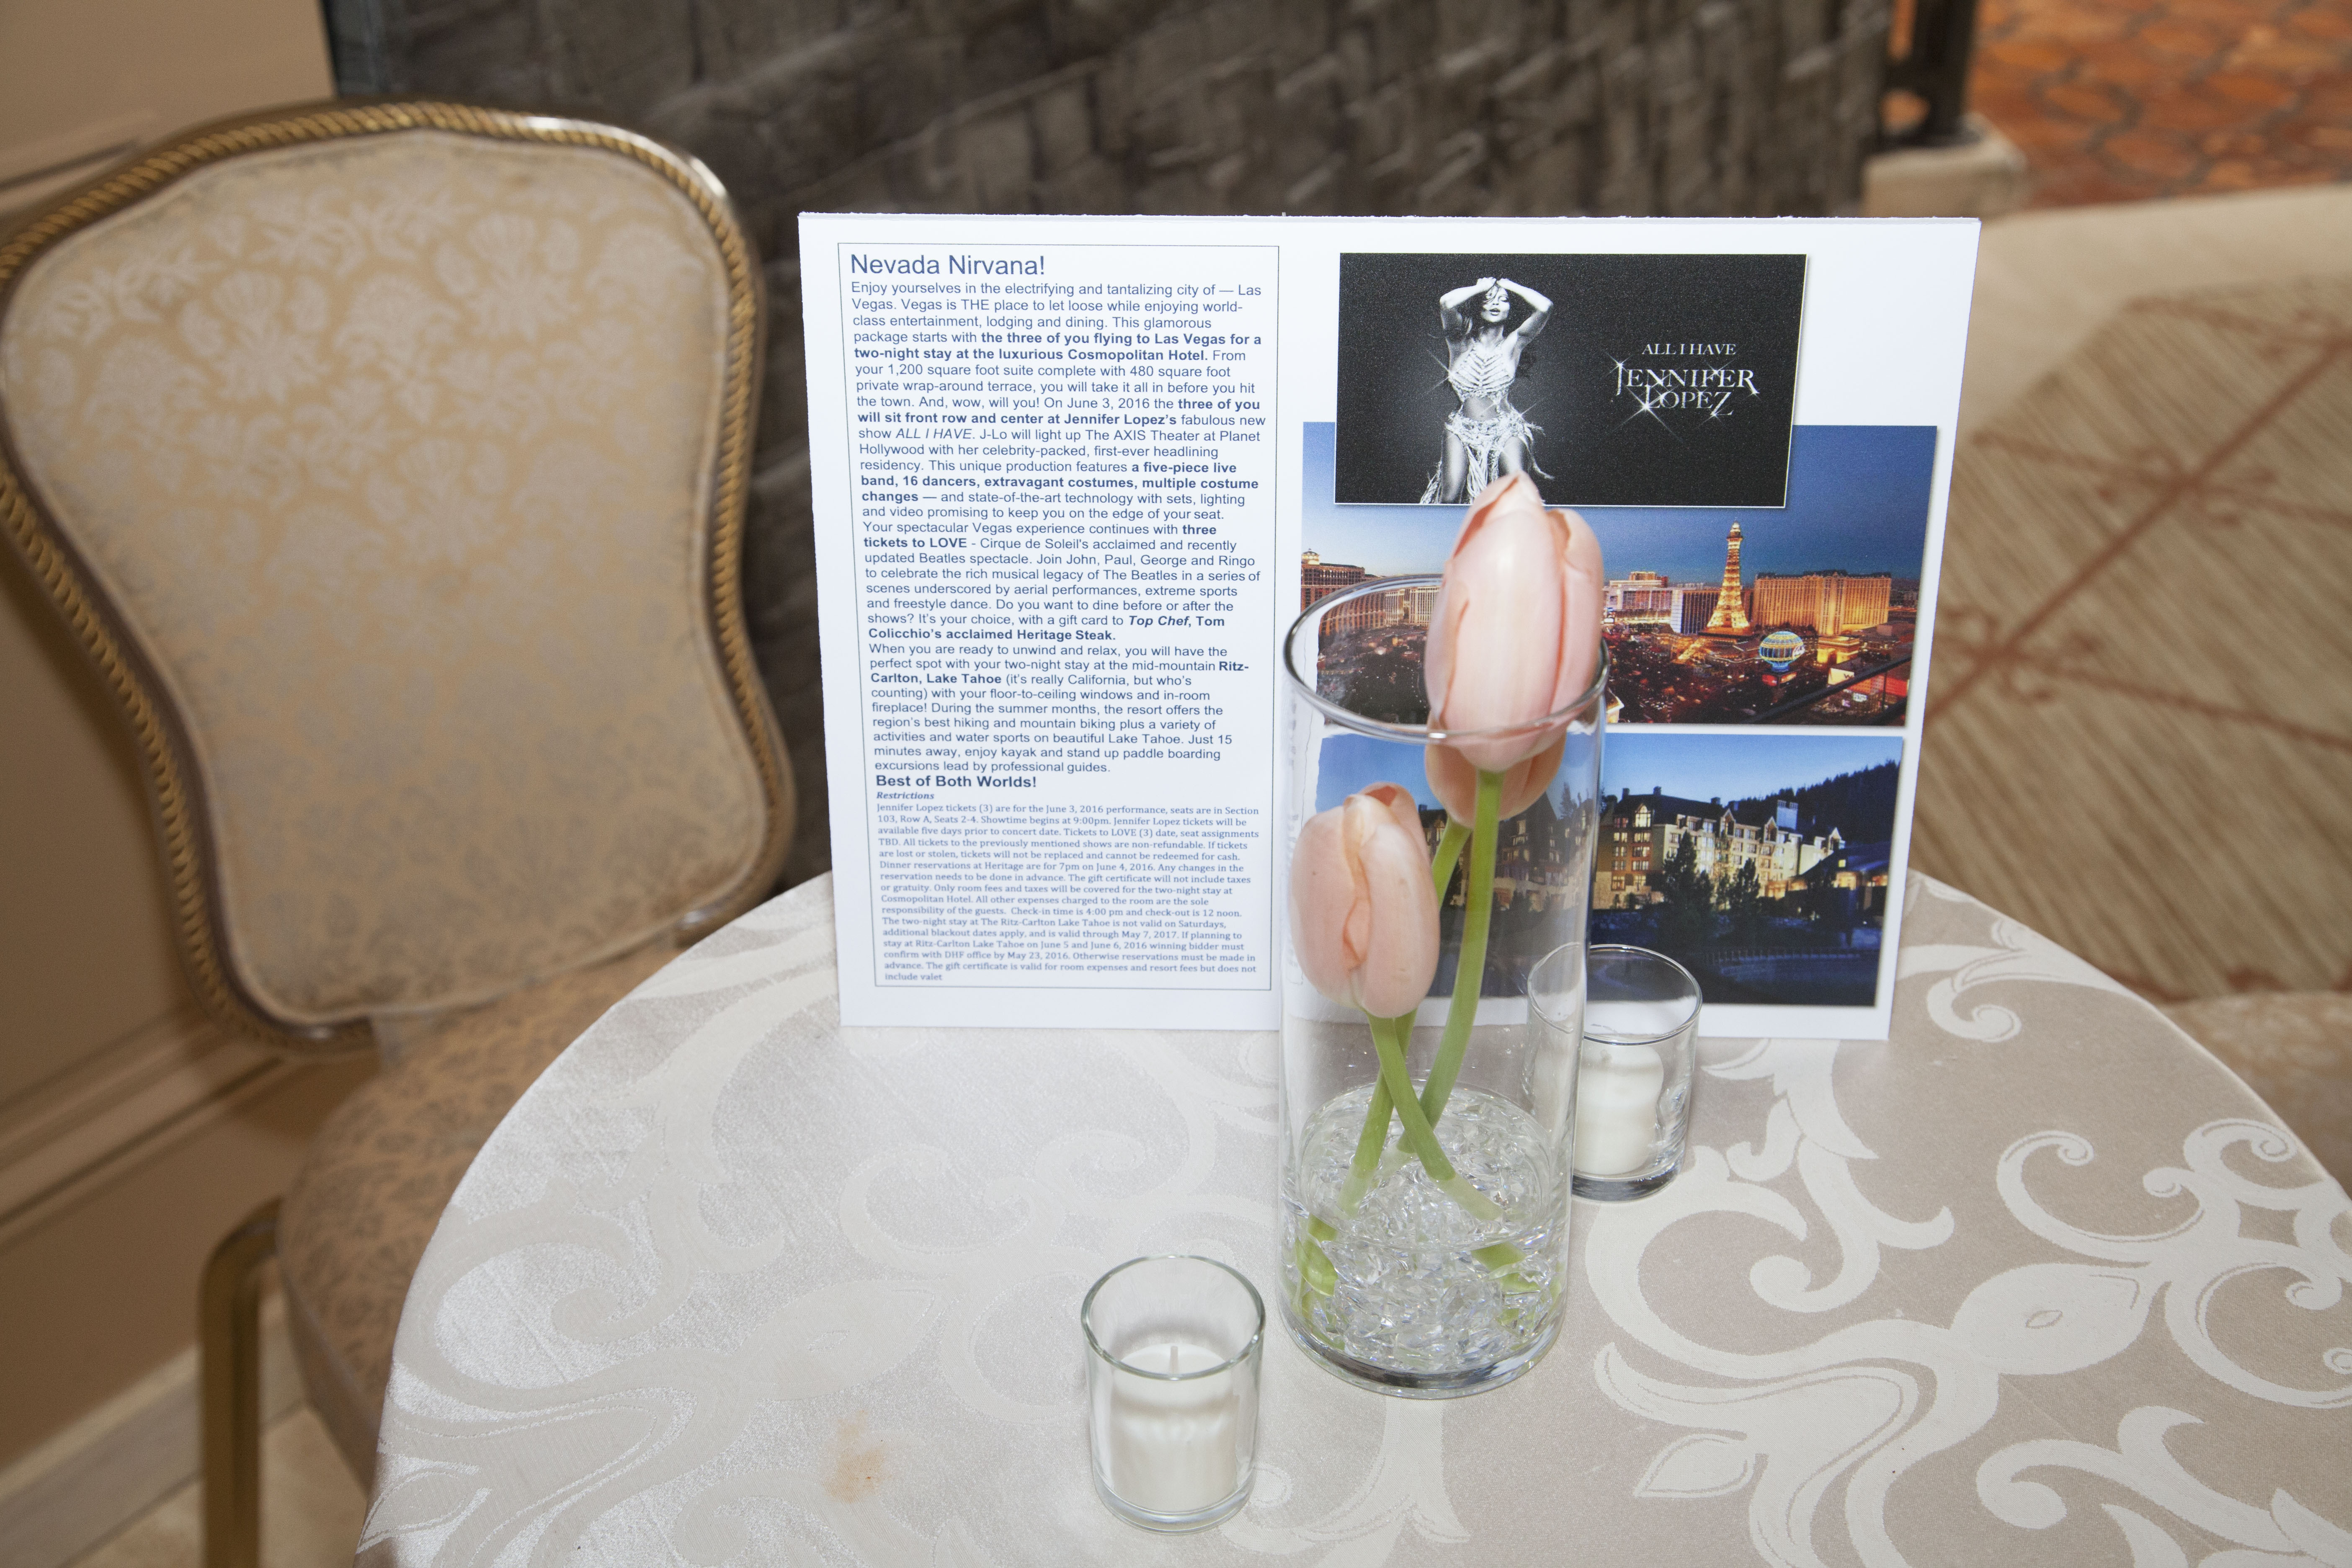 Nevada Nirvana!
Enjoy yourselves in the electrifying and tantalizing city of — Las
Vegas. Vegas is THE place to let loose while enjoying world-
class entertainment, lodging and dining. This glamorous
package starts with the three of you flying to Las Vegas for a
two-night stay at the luxurious Cosmopolitan Hotel. From
your 1,200 square foot suite complete with 480 square foot
private wrap-around terrace, you will take it all in before you hit
the town. And, wow, will you! On June 3, 2016 the three of you
will sit front row and center at Jennifer Lopez's fabulous new
show ALL I HAVE. J-Lo will light up The AXIS Theater at Planet
Hollywood with her celebrity-packed, first-ever headlining
residency. This unique production features a five-piece live
band, 16 dancers, extravagant costumes, multiple costume
changes — and state-of-the-art technology with sets, lighting
and video promising to keep you on the edge of your seat.
Your spectacular Vegas experience continues with three
tickets to LOVE - Cirque de Soleil's acclaimed and recently
updated Beatles spectacle. Join John, Paul, George and Ringo
to celebrate the rich musical legacy of The Beatles in a series of
scenes underscored by aerial performances, extreme sports
and freestyle dance. Do you want to dine before or after the
shows? It's your choice, with a gift card to Top Chef, Tom
Colicchio's acclaimed Heritage Steak.
When you are ready to unwind and relax, you will have the
perfect spot with your two-night stay at the mid-mountain Ritz-
Carlton, Lake Tahoe (it's really California, but who's
counting) with your floor-to-ceiling windows and in-room
fireplace! During the summer months, the resort offers the
region's best hiking and mountain biking plus a variety of
activities and water sports on beautiful Lake Tahoe. Just 15
minutes away, enjoy kayak and stand up paddle boarding
excursions lead by professional guides.
Best of Both Worlds!
Restrictions
Jennifer Lopez tickets (3) are for the June 3, 2016 performance, seats are in Section
103, Row A, Seats 2-4. Showtime begins at 9:00pm. Jennifer Lopez tickets will be
available five days prior to concert date. Tickets to LOVE (3) date, seat assignments
TBD. All tickets to the previously mentioned shows are non-refundable. If tickets
are lost or stolen, tickets will not be replaced and cannot be redeemed for cash.
Dinner reservations at Heritage are for 7pm on June 4, 2016. Any changes in the
reservation needs to be done in advance. The gift certificate will not include taxes
or gratuity. Only room fees and taxes will be covered for the two-night stay at
Cosmopolitan Hotel. All other expenses charged to the room are the sole
responsibility of the guests. Check-in time is 4:00 pm and check-out is 12 noon.
The two-night stay at The Ritz-Carlton Lake Tahoe is not valid on Saturdays,
additional blackout dates apply, and is valid through May 7, 2017. If planning to
stay at Ritz-Carlton Lake Tahoe on June 5 and June 6, 2016 winning bidder must
confirm with DHF office by May 23, 2016. Otherwise reservations must be made in
advance. The gift certificate is valid for room expenses and resort fees but does not
include valet
ALL I HAVE
JENNIFER
LOPEZ